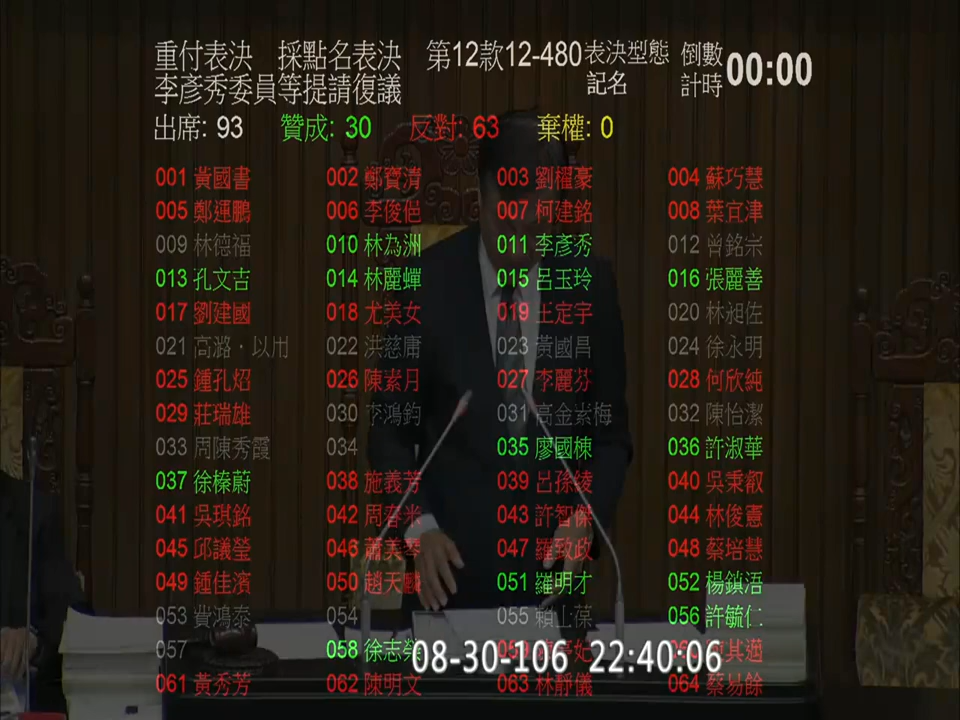 重付表決 採點名表決 第12款12-480 表決型態 倒數 00:00
李彥秀委員等提請復議 記名 計時
出席: 93 贊成: 30 反對: 63 棄權: 0
001 黃國書 002 鄭寶清 003 劉櫂豪 004 蘇巧慧
005 鄭運鵬 006 李俊俋 007 柯建銘 008 葉宜津
009 林德福 010 林為洲 011 李彥秀 012 曾銘宗
013 孔文吉 014 林麗蟬 015 呂玉玲 016 張麗善
017 劉建國 018 尤美女 019 王定宇 020 林昶佐
021 高潞・以用 022 洪慈庸 023 黃國昌 024 徐永明
025 鍾孔炤 026 陳素月 027 李麗芬 028 何欣純
029 莊瑞雄 030 李鴻鈞 031 高金素梅 032 陳怡潔
033 周陳秀霞 034 035 廖國棟 036 許淑華
037 徐榛蔚 038 施義芳 039 呂孫綾 040 吳秉叡
041 吳琪銘 042 周春米 043 許智傑 044 林俊憲
045 邱議瑩 046 蕭美琴 047 羅致政 048 蔡培慧
049 鍾佳濱 050 趙天麟 051 羅明才 052 楊鎮浯
053 費鴻泰 054 055 賴士葆 056 許毓仁
057 058 徐志榮
08-30-106 22:40:06
061 黃秀芳 062 陳明文 063 林靜儀 064 蔡易餘